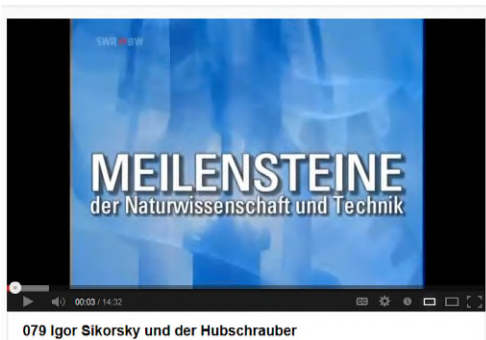 SWR BW
MEILENSTEINE
der Naturwissenschaft und Technik
00:03 / 14:32
079 Igor Sikorsky und der Hubschrauber